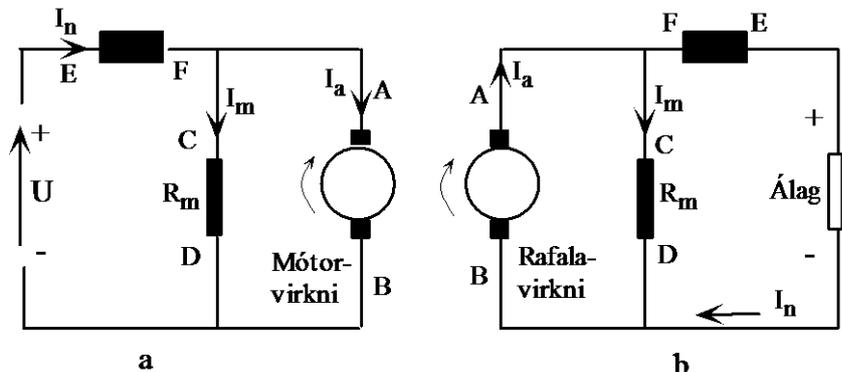 In
E
F
Ia
A
Im
C
+
U
-
Rm
D
Mótor-
virkni
B
a
F
E
Ia
A
Im
C
+
Rm
Álag
D
-
B
Rafala-
virkni
In
b